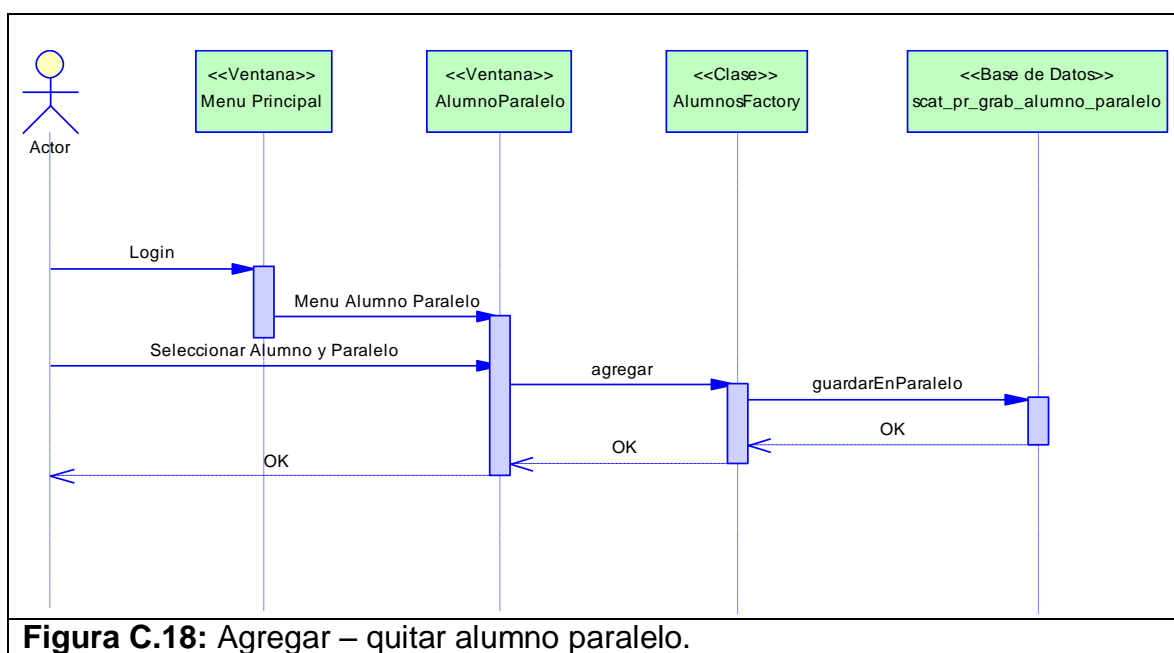 <<Ventana>>
Menu Principal
<<Ventana>>
AlumnoParalelo
<<Clase>>
AlumnosFactory
<<Base de Datos>>
scat_pr_grab_alumno_paralelo
Actor
Login
Menu Alumno Paralelo
Seleccionar Alumno y Paralelo
agregar
guardarEnParalelo
OK
OK
OK
Figura C.18: Agregar – quitar alumno paralelo.